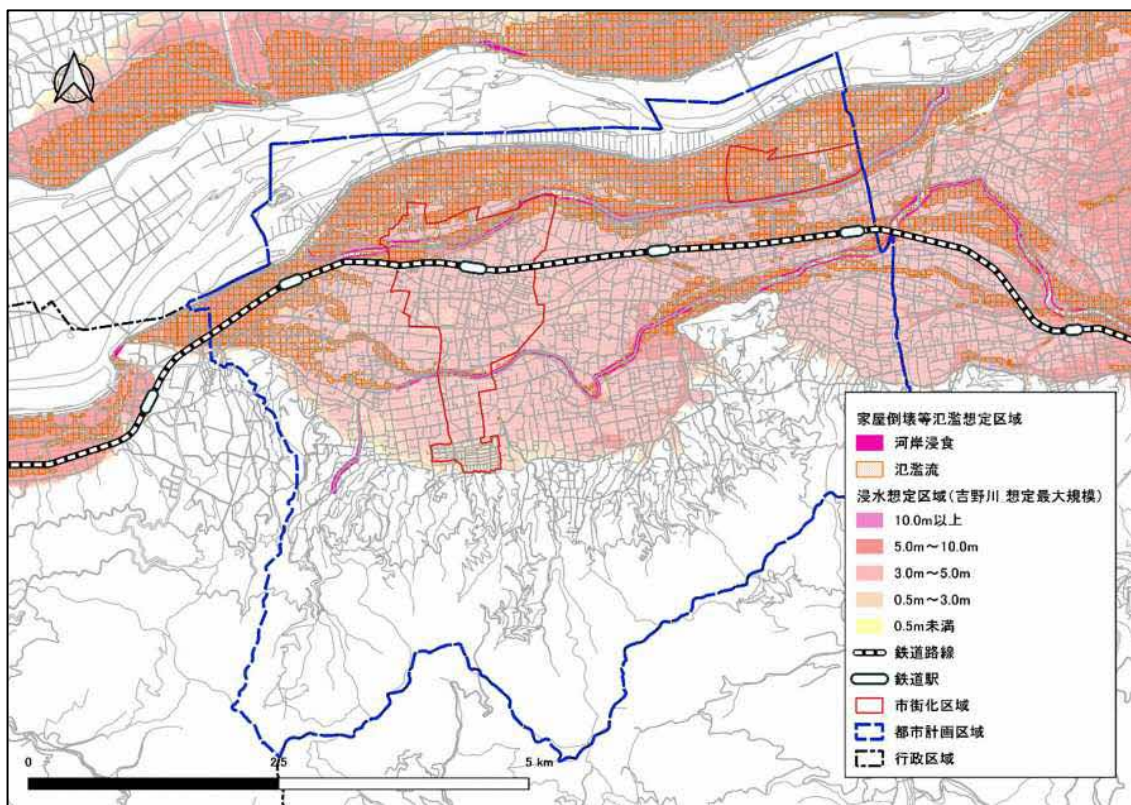 家屋倒壊等氾濫想定区域
河岸浸食
氾濫流
浸水想定区域(吉野川 想定最大規模)
10.0m以上
5.0m～10.0m
3.0m～5.0m
0.5m～3.0m
0.5m未満
鉄道路線
鉄道駅
市街化区域
都市計画区域
行政区域
0 2.5 5 km